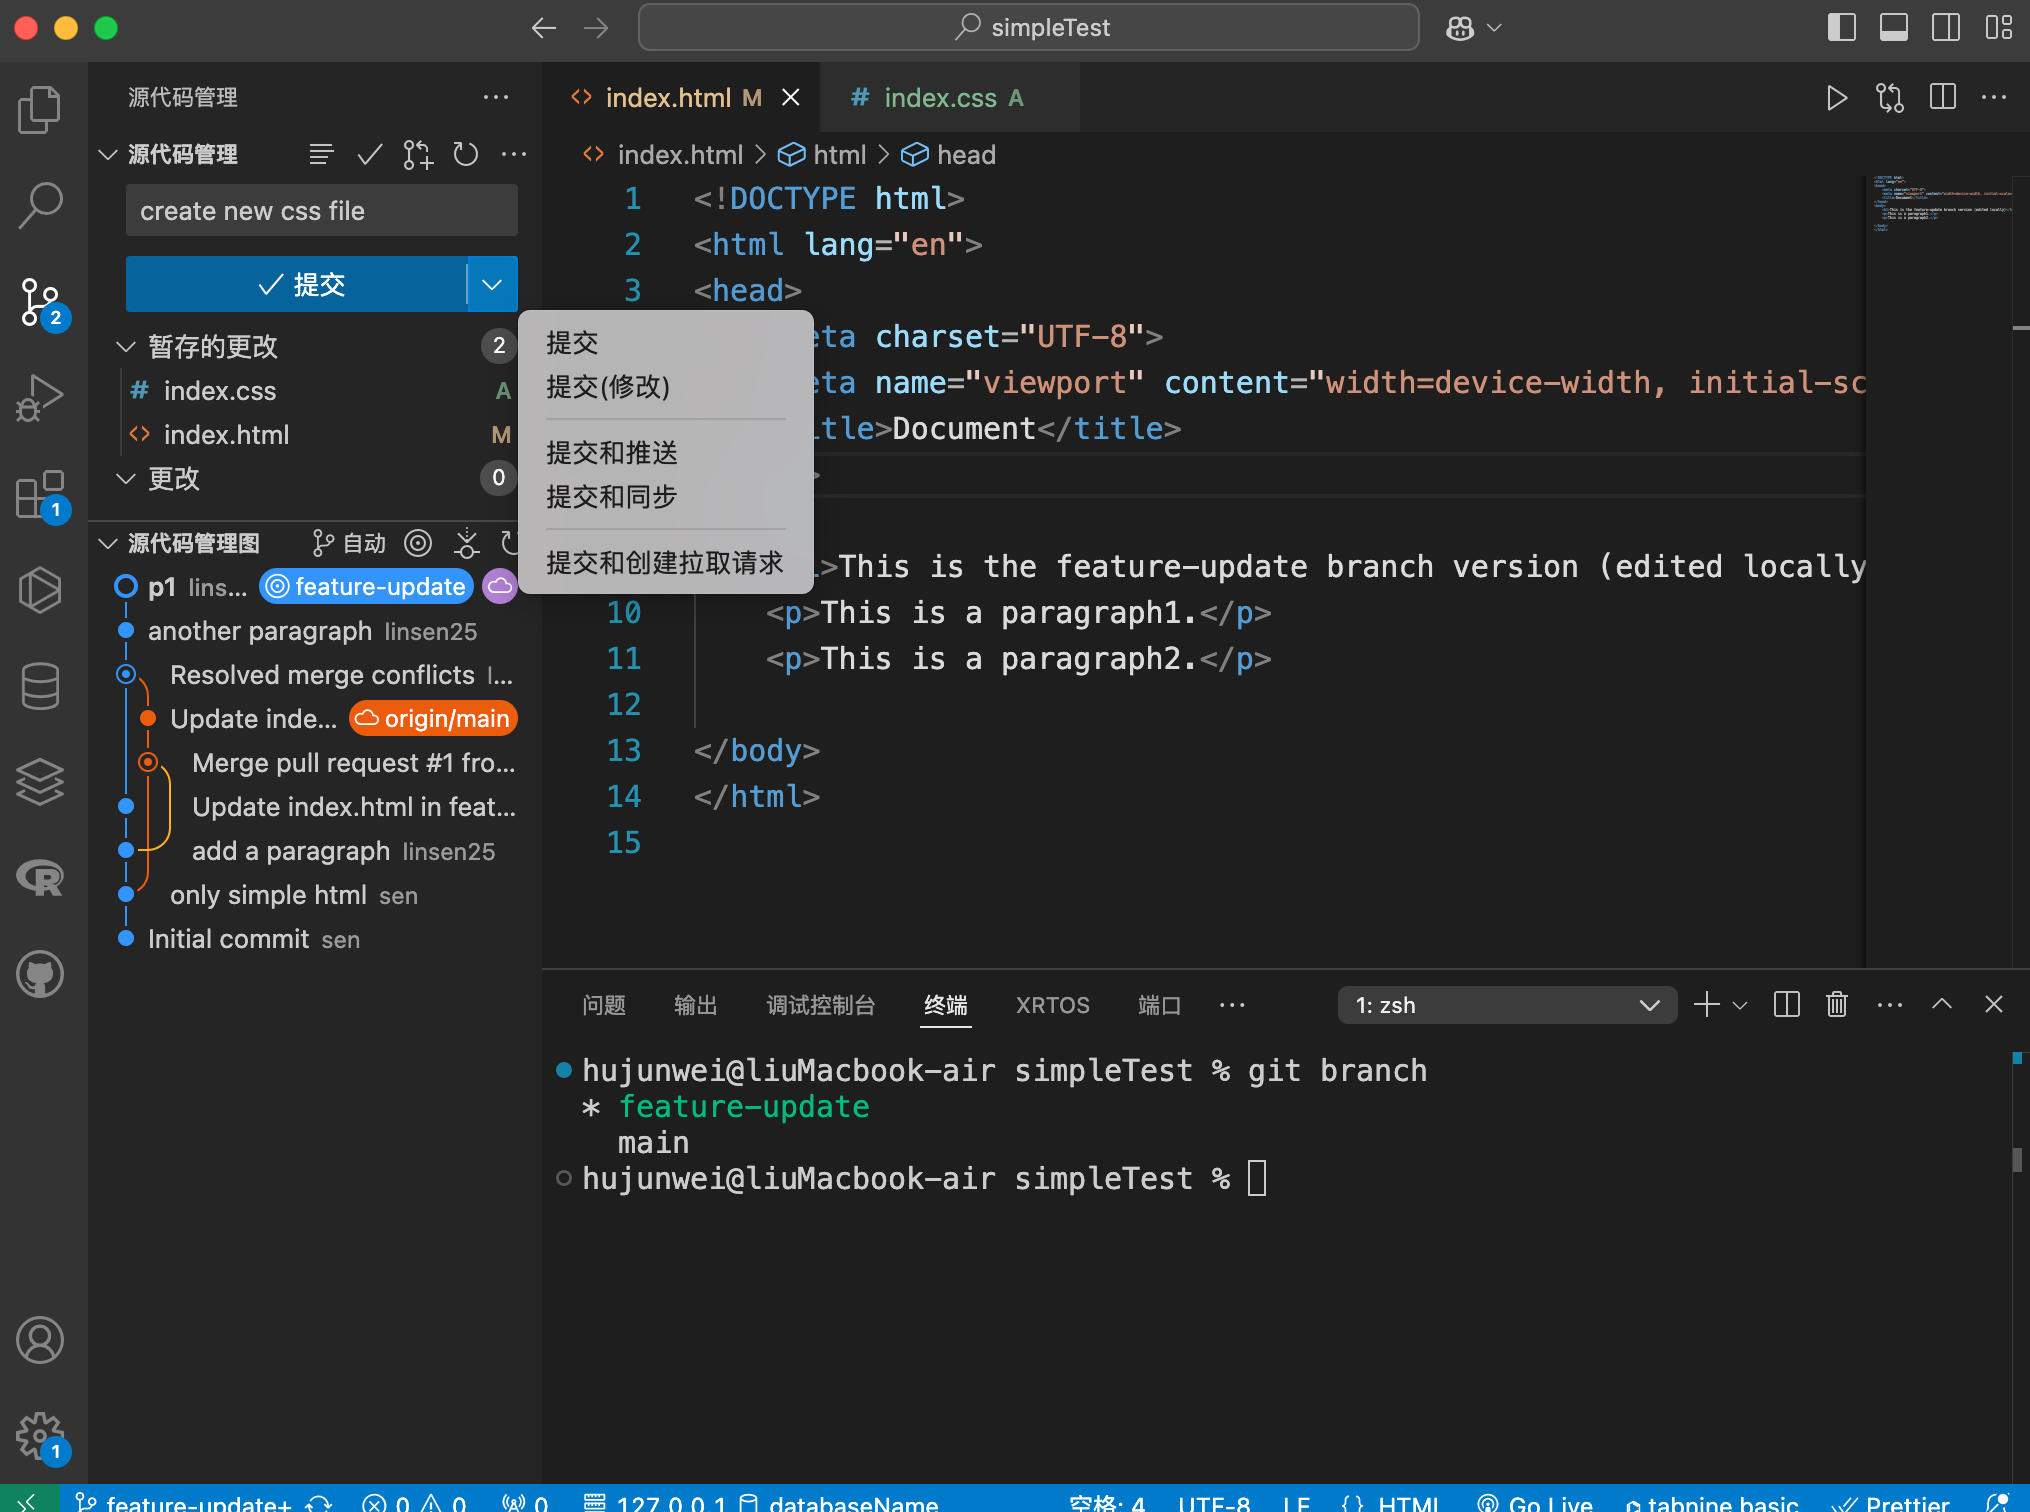 simpleTest
源代码管理
源代码管理
create new css file
提交
暂存的更改 2
index.css A
index.html M
更改 0
源代码管理图 自动
p1 lins... feature-update
another paragraph linsen25
Resolved merge conflicts l...
Update inde... origin/main
Merge pull request #1 fro...
Update index.html in feat...
add a paragraph linsen25
only simple html sen
Initial commit sen
2
1
1
提交
提交(修改)
提交和推送
提交和同步
提交和创建拉取请求
index.html M
index.css A
index.html > html > head
1 <!DOCTYPE html>
2 <html lang="en">
3 <head>
eta charset="UTF-8">
eta name="viewport" content="width=device-width, initial-sc
itle>Document</title>
>
>This is the feature-update branch version (edited locally
10 <p>This is a paragraph1.</p>
11 <p>This is a paragraph2.</p>
12
13 </body>
14 </html>
15
问题 输出 调试控制台 终端 XRTOS 端口
1: zsh
hujunwei@liuMacbook-air simpleTest % git branch
* feature-update
main
hujunwei@liuMacbook-air simpleTest %
feature-update+ 0 0 0 127.0.0.1 databaseName 空格: 4 UTF-8 LF {} HTML Go Live tabnine basic Prettier